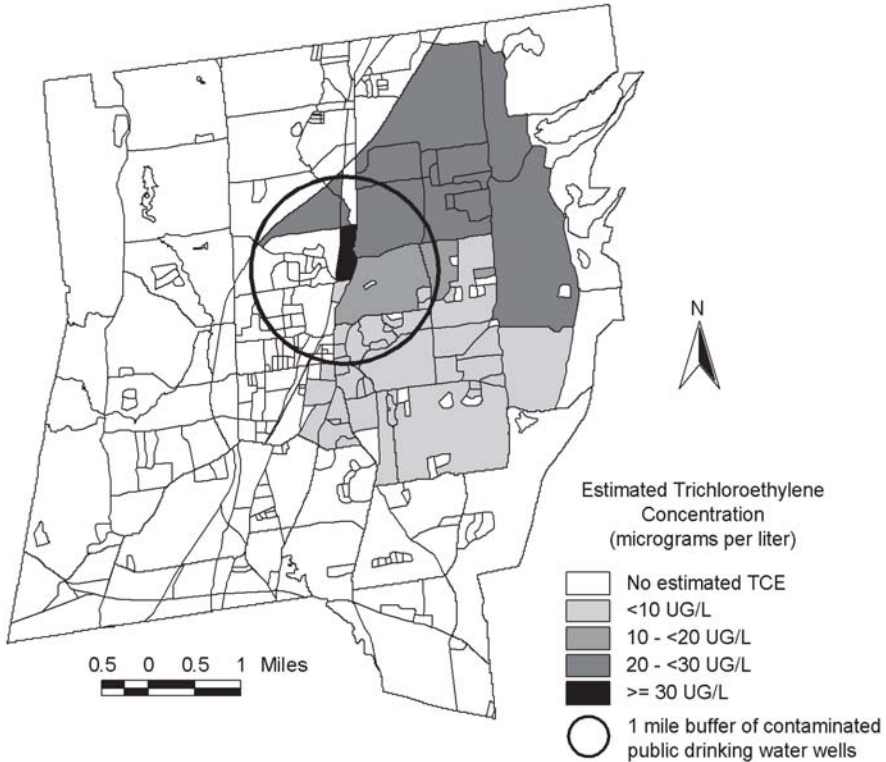 N
Estimated Trichloroethylene
Concentration
(micrograms per liter)
No estimated TCE
<10 UG/L
10 - <20 UG/L
20 - <30 UG/L
>= 30 UG/L
1 mile buffer of contaminated
public drinking water wells
0.5 0 0.5 1 Miles